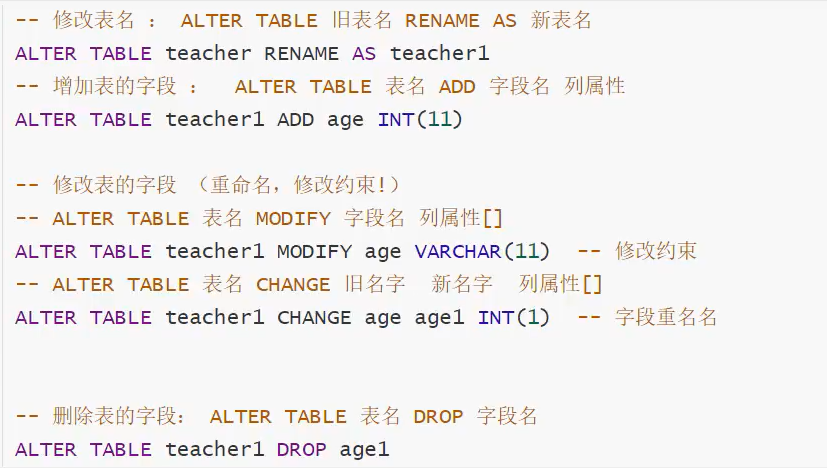 -- 修改表名 ： ALTER TABLE 旧表名 RENAME AS 新表名
ALTER TABLE teacher RENAME AS teacher1
-- 增加表的字段 ： ALTER TABLE 表名 ADD 字段名 列属性
ALTER TABLE teacher1 ADD age INT(11)
-- 修改表的字段 （重命名，修改约束!）
-- ALTER TABLE 表名 MODIFY 字段名 列属性[]
ALTER TABLE teacher1 MODIFY age VARCHAR(11) -- 修改约束
-- ALTER TABLE 表名 CHANGE 旧名字 新名字 列属性[]
ALTER TABLE teacher1 CHANGE age age1 INT(1) -- 字段重名名
-- 删除表的字段： ALTER TABLE 表名 DROP 字段名
ALTER TABLE teacher1 DROP age1